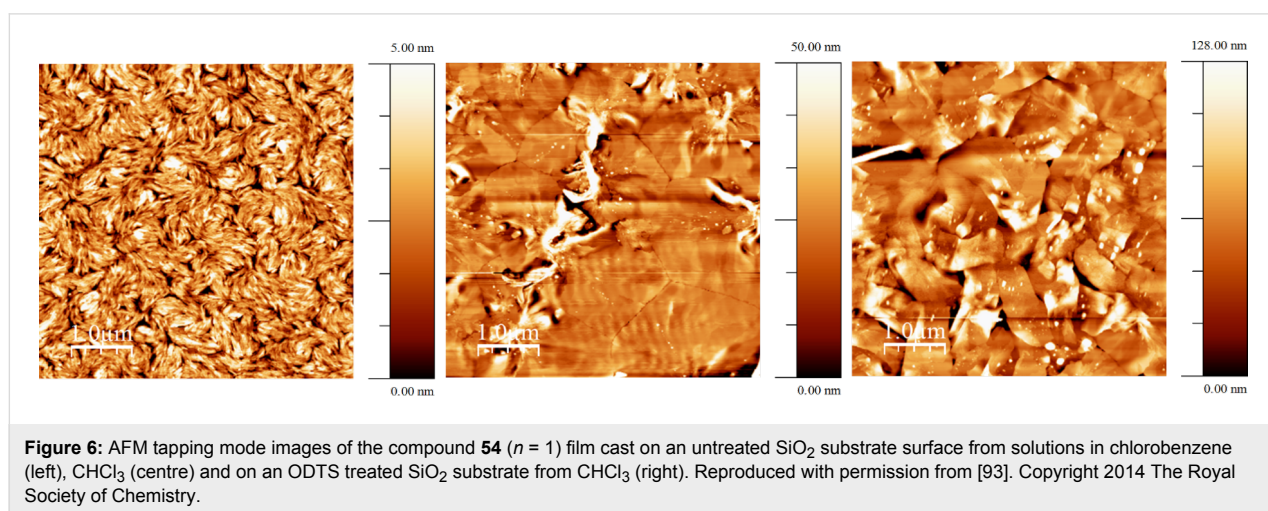 5.00 nm
50.00 nm
128.00 nm
1.0μm
1.0μm
1.0μm
0.00 nm
0.00 nm
0.00 nm
Figure 6: AFM tapping mode images of the compound 54 (n = 1) film cast on an untreated SiO2 substrate surface from solutions in chlorobenzene
(left), CHCl3 (centre) and on an ODTS treated SiO2 substrate from CHCl3 (right). Reproduced with permission from [93]. Copyright 2014 The Royal
Society of Chemistry.